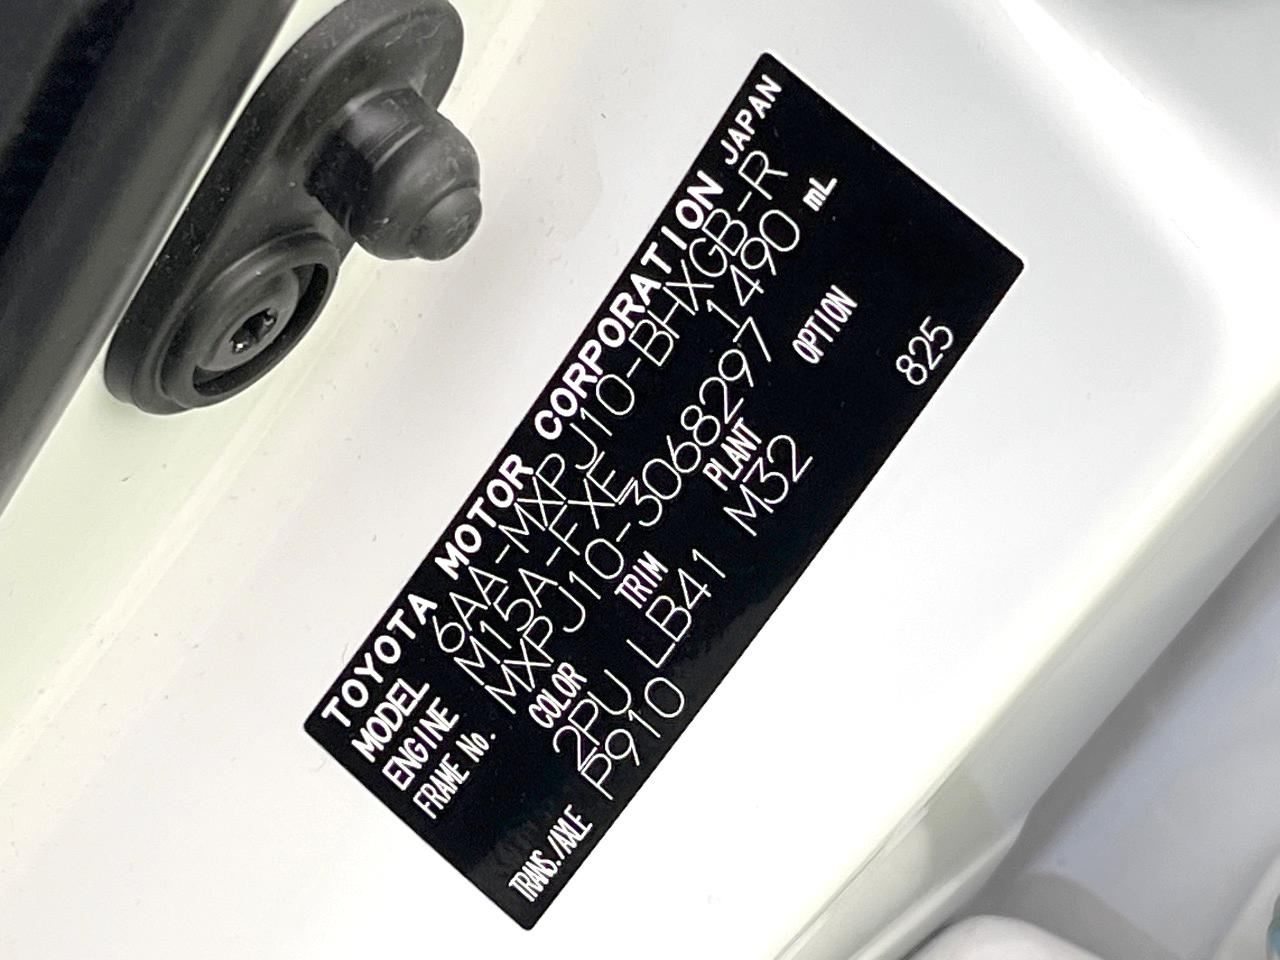 TOYOTA MOTOR CORPORATION JAPAN
MODEL 6AA-MXPJ10-BHXGB-R
ENGINE M15A-FXE 1490 mL
FRAME No. MXPJ10-3068297
COLOR TRIM PLANT OPTION
2PU LB41 M32 825
TRANS./AXLE P910